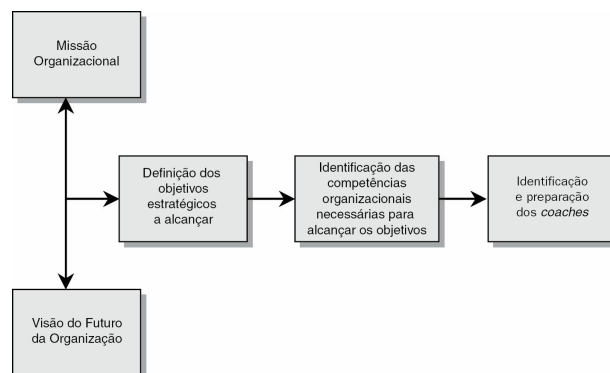 Missão
Organizacional
Definição dos
objetivos
estratégicos
a alcançar
Identificação das
competências
organizacionais
necessárias para
alcançar os objetivos
Identificação
e preparação
dos coaches
Visão do Futuro
da Organização